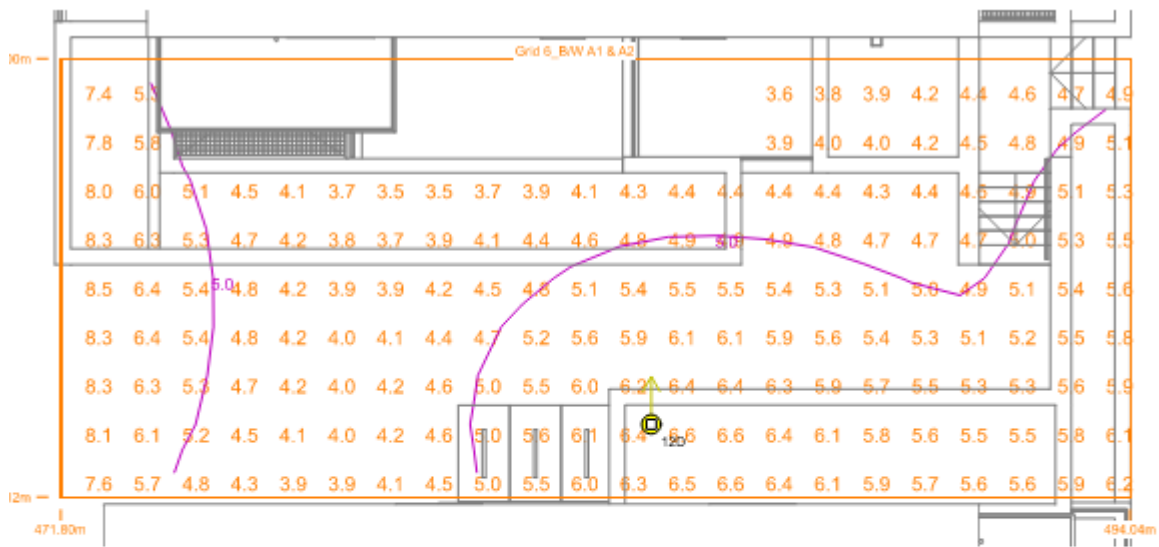 Grid 6_B/W A1 & A2
7.4 3.6 3.8 3.9 4.2 4.4 4.6 4.7 4.9
7.8 5.8 3.9 4.0 4.0 4.2 4.5 4.8 4.9 5.1
8.0 6.0 5.1 4.5 4.1 3.7 3.5 3.5 3.7 3.9 4.1 4.3 4.4 4.4 4.4 4.4 4.3 4.4 4.5 4.9 5.1 5.3
8.3 6.3 5.3 4.7 4.2 3.8 3.7 3.9 4.1 4.4 4.6 4.8 4.9 5.0 4.9 4.8 4.7 4.7 4.7 5.0 5.3 5.5
8.5 6.4 5.4 5.0 4.8 4.2 3.9 3.9 4.2 4.5 4.8 5.1 5.4 5.5 5.5 5.4 5.3 5.1 5.0 4.9 5.1 5.4 5.6
8.3 6.4 5.4 4.8 4.2 4.0 4.1 4.4 4.7 5.2 5.6 5.9 6.1 6.1 5.9 5.6 5.4 5.3 5.1 5.2 5.5 5.8
8.3 6.3 5.3 4.7 4.2 4.0 4.2 4.6 5.0 5.5 6.0 6.2 6.4 6.4 6.3 5.9 5.7 5.5 5.3 5.3 5.6 5.9
8.1 6.1 5.2 4.5 4.1 4.0 4.2 4.6 5.0 5.6 6.1 6.4 6.6 6.6 6.4 6.1 5.8 5.6 5.5 5.5 5.8 6.1
12D
7.6 5.7 4.8 4.3 3.9 3.9 4.1 4.5 5.0 5.5 6.0 6.3 6.5 6.6 6.4 6.1 5.9 5.7 5.6 5.6 5.9 6.2
471.80m 494.04m